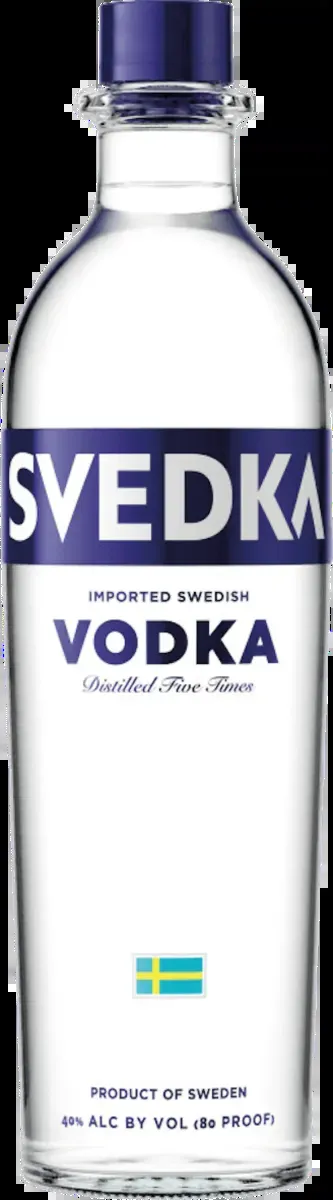 SVEDKA
IMPORTED SWEDISH
VODKA
Distilled Five Times
PRODUCT OF SWEDEN
40% ALC BY VOL (80 PROOF)